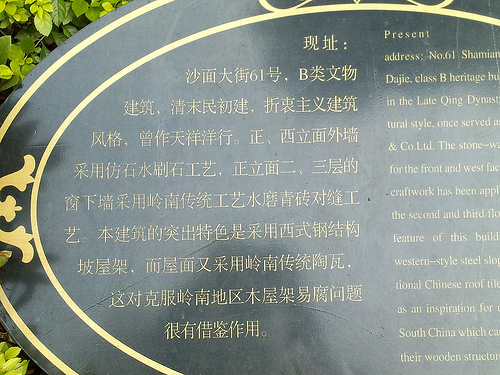 现址：
沙面大街61号，B类文物
建筑，清末民初建，折衷主义建筑
风格，曾作天祥洋行。正、西立面外墙
采用仿石水刷石工艺，正立面二、三层的
窗下墙采用岭南传统工艺水磨青砖对缝工
艺。本建筑的突出特色是采用西式钢结构
坡屋架，而屋面又采用岭南传统陶瓦，
这对克服岭南地区木屋架易腐问题
很有借鉴作用。
Present
address: No.61 Shamian
Dajie, class B heritage bu
in the Late Qing Dynast
tural style, once served a
& Co.Ltd. The stone-wa
for the front and west fac
craftwork has been appl
the second and third flo
feature of this build
western-style steel slop
tional Chinese roof tile
as an inspiration for
South China which ca
their wooden structur